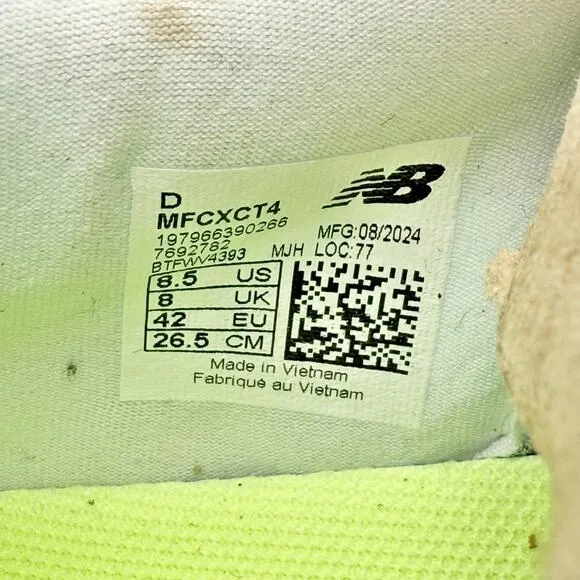 D
MFCXCT4
197966390266
7692782
BTFWV4393
NB
MFG:08/2024
MJH LOC:77
8.5 US
8 UK
42 EU
26.5 CM
Made in Vietnam
Fabriqué au Vietnam